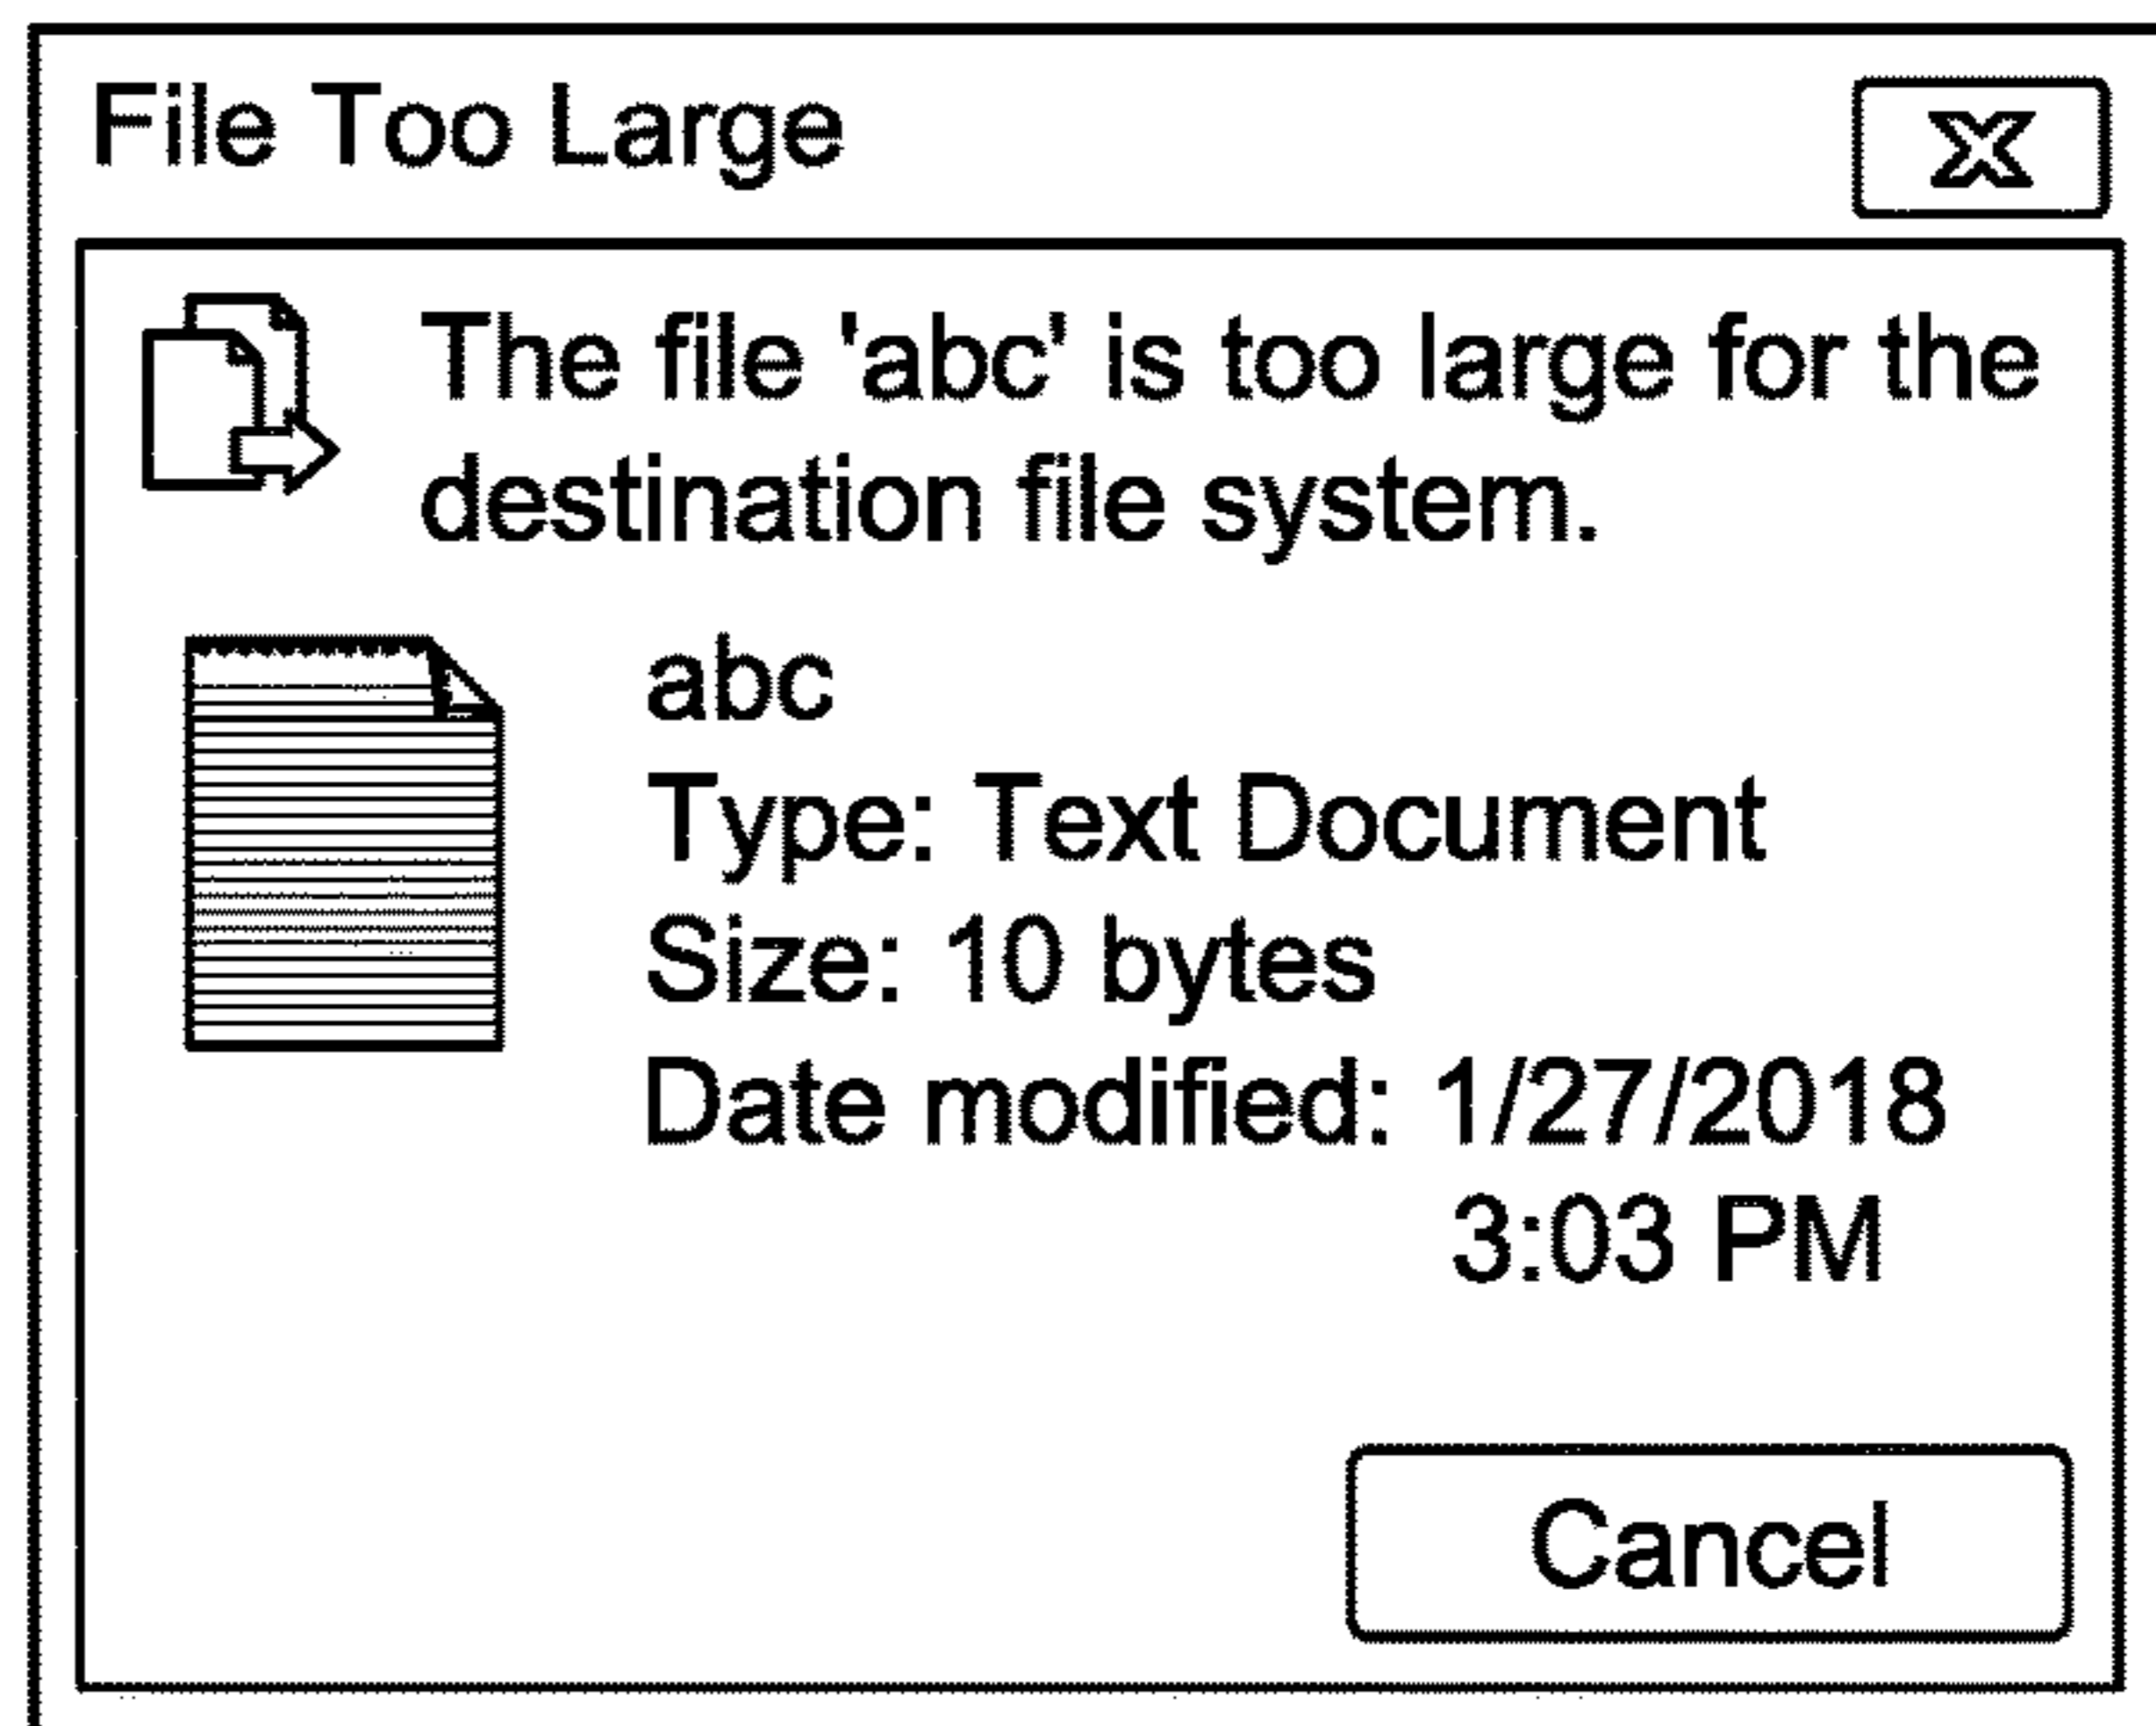 File Too Large
X
The file 'abc' is too large for the
destination file system.
abc
Type: Text Document
Size: 10 bytes
Date modified: 1/27/2018
3:03 PM
Cancel